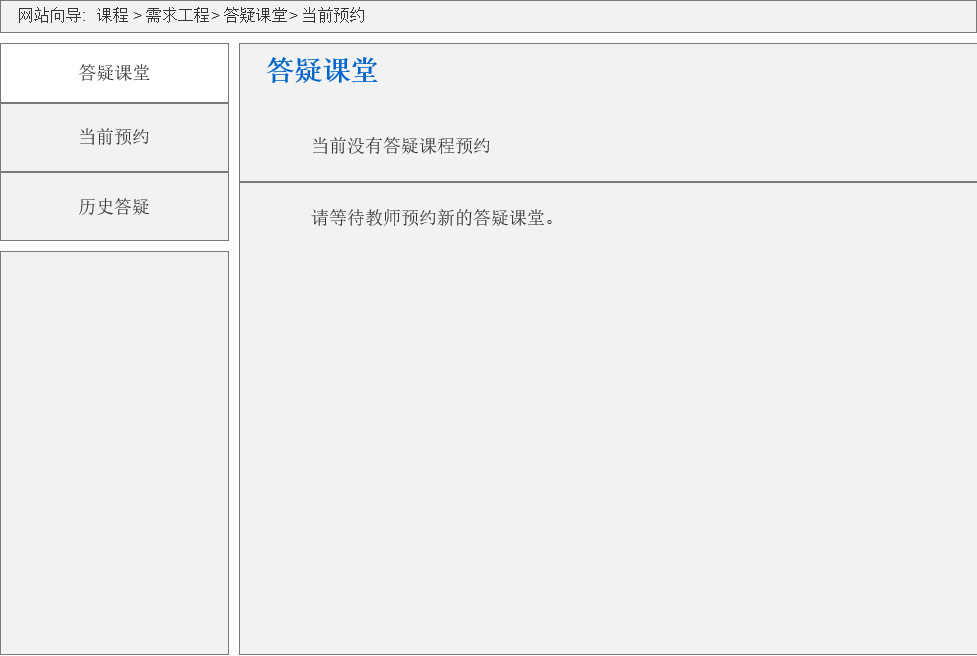 网站向导: 课程 > 需求工程> 答疑课堂> 当前预约
答疑课堂
当前预约
历史答疑
答疑课堂
当前没有答疑课程预约
请等待教师预约新的答疑课堂。